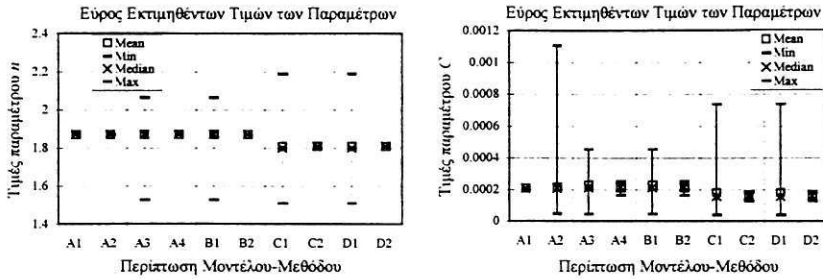 Εύρος Εκτιμηθέντων Τιμών των Παραμέτρων
Τιμές παραμέτρου n
2.4
2.2
2
1.8
1.6
1.4
Mean
Min
Median
Max
A1 A2 A3 A4 B1 B2 C1 C2 D1 D2
Περίπτωση Μοντέλου-Μεθόδου
Εύρος Εκτιμηθέντων Τιμών των Παραμέτρων
Τιμές παραμέτρου C
0.0012
0.001
0.0008
0.0006
0.0004
0.0002
0
Mean
Min
Median
Max
A1 A2 A3 A4 B1 B2 C1 C2 D1 D2
Περίπτωση Μοντέλου-Μεθόδου